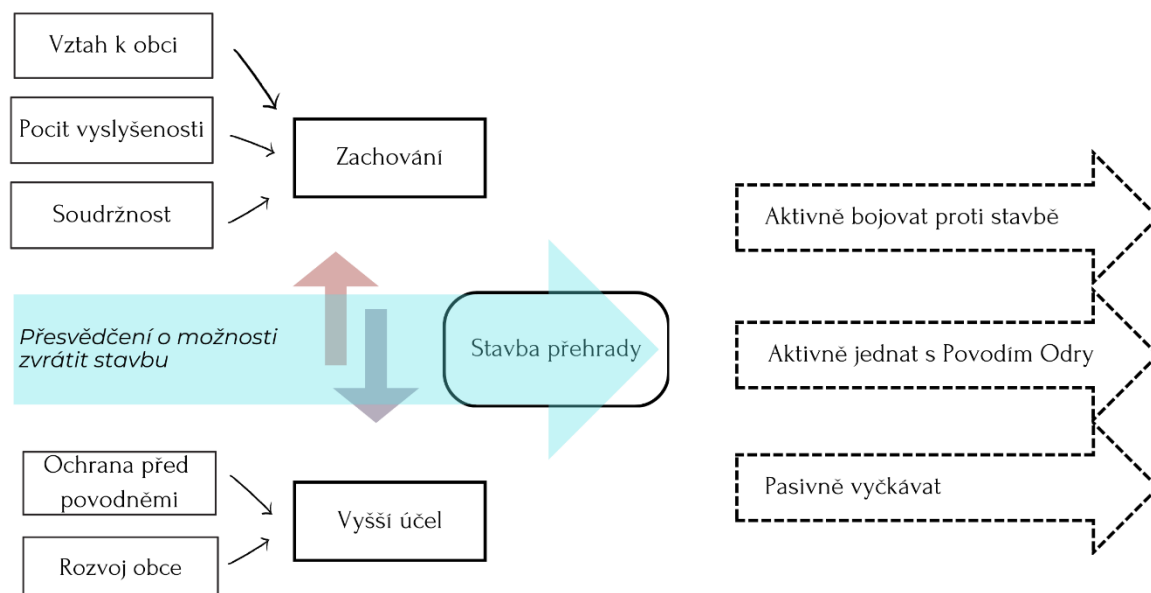 Vztah k obci
Pocit vyslyšenosti
Soudržnost
Zachování
Přesvědčení o možnosti
zvrátit stavbu
Stavba přehrady
Ochrana před
povodněmi
Rozvoj obce
Vyšší účel
Aktivně bojovat proti stavbě
Aktivně jednat s Povodím Odry
Pasivně vyčkávat